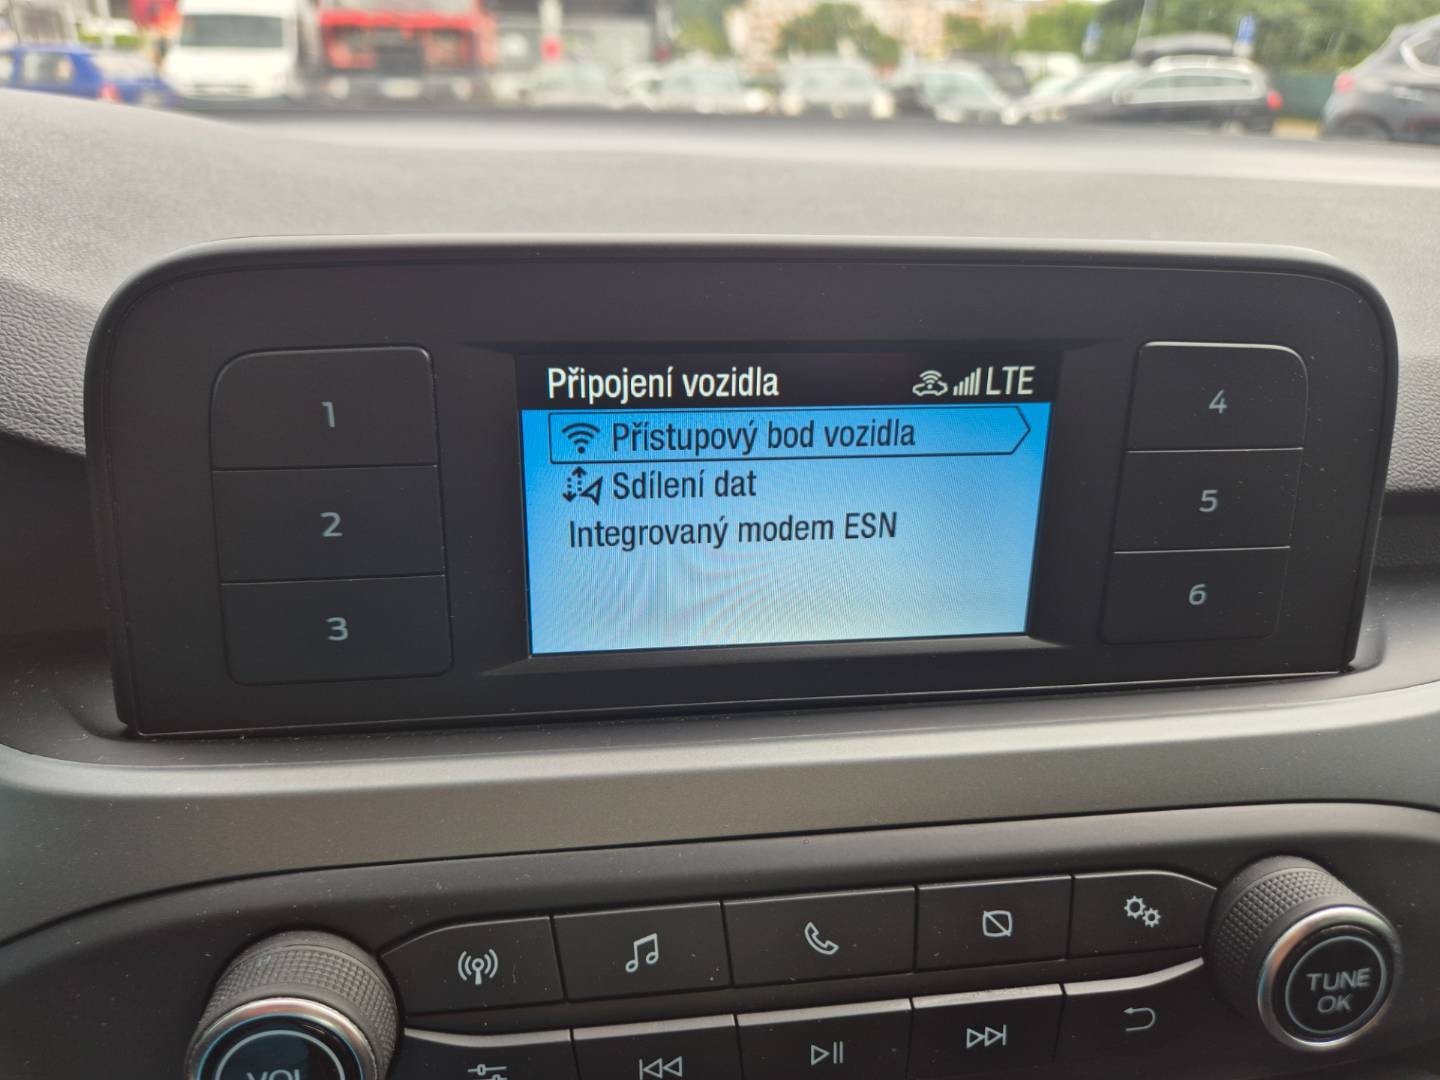 Připojení vozidla LTE
Přístupový bod vozidla
Sdílení dat
Integrovaný modem ESN
1
2
3
4
5
6
TUNE
OK
VOL